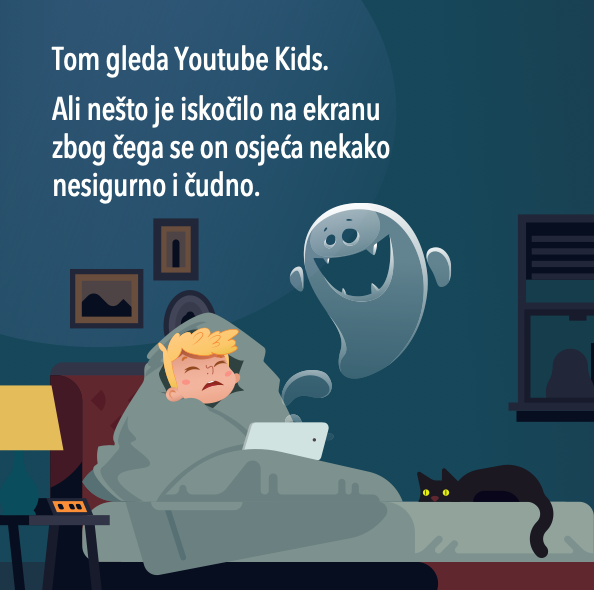 Tom gleda Youtube Kids.
Ali nešto je iskočilo na ekranu
zbog čega se on osjeća nekako
nesigurno i čudno.